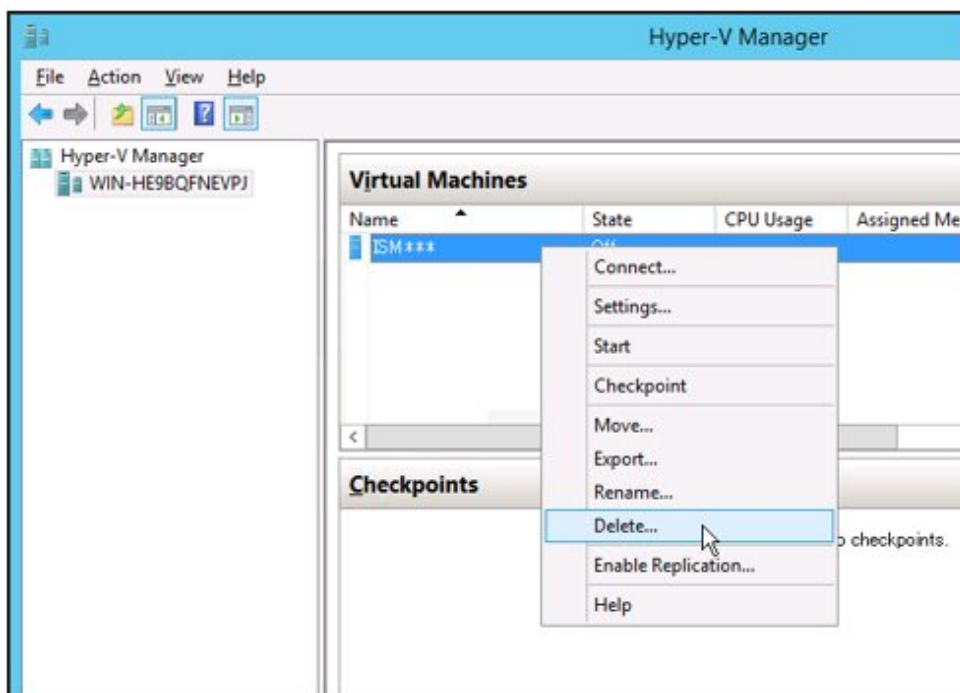 Hyper-V Manager
File Action View Help
Hyper-V Manager
WIN-HE9BQFNEVPJ
Virtual Machines
Name State CPU Usage Assigned Me
ISM*** Off
Connect...
Settings...
Start
Checkpoint
Move...
Export...
Rename...
Delete...
Enable Replication...
Help
Checkpoints
checkpoints.